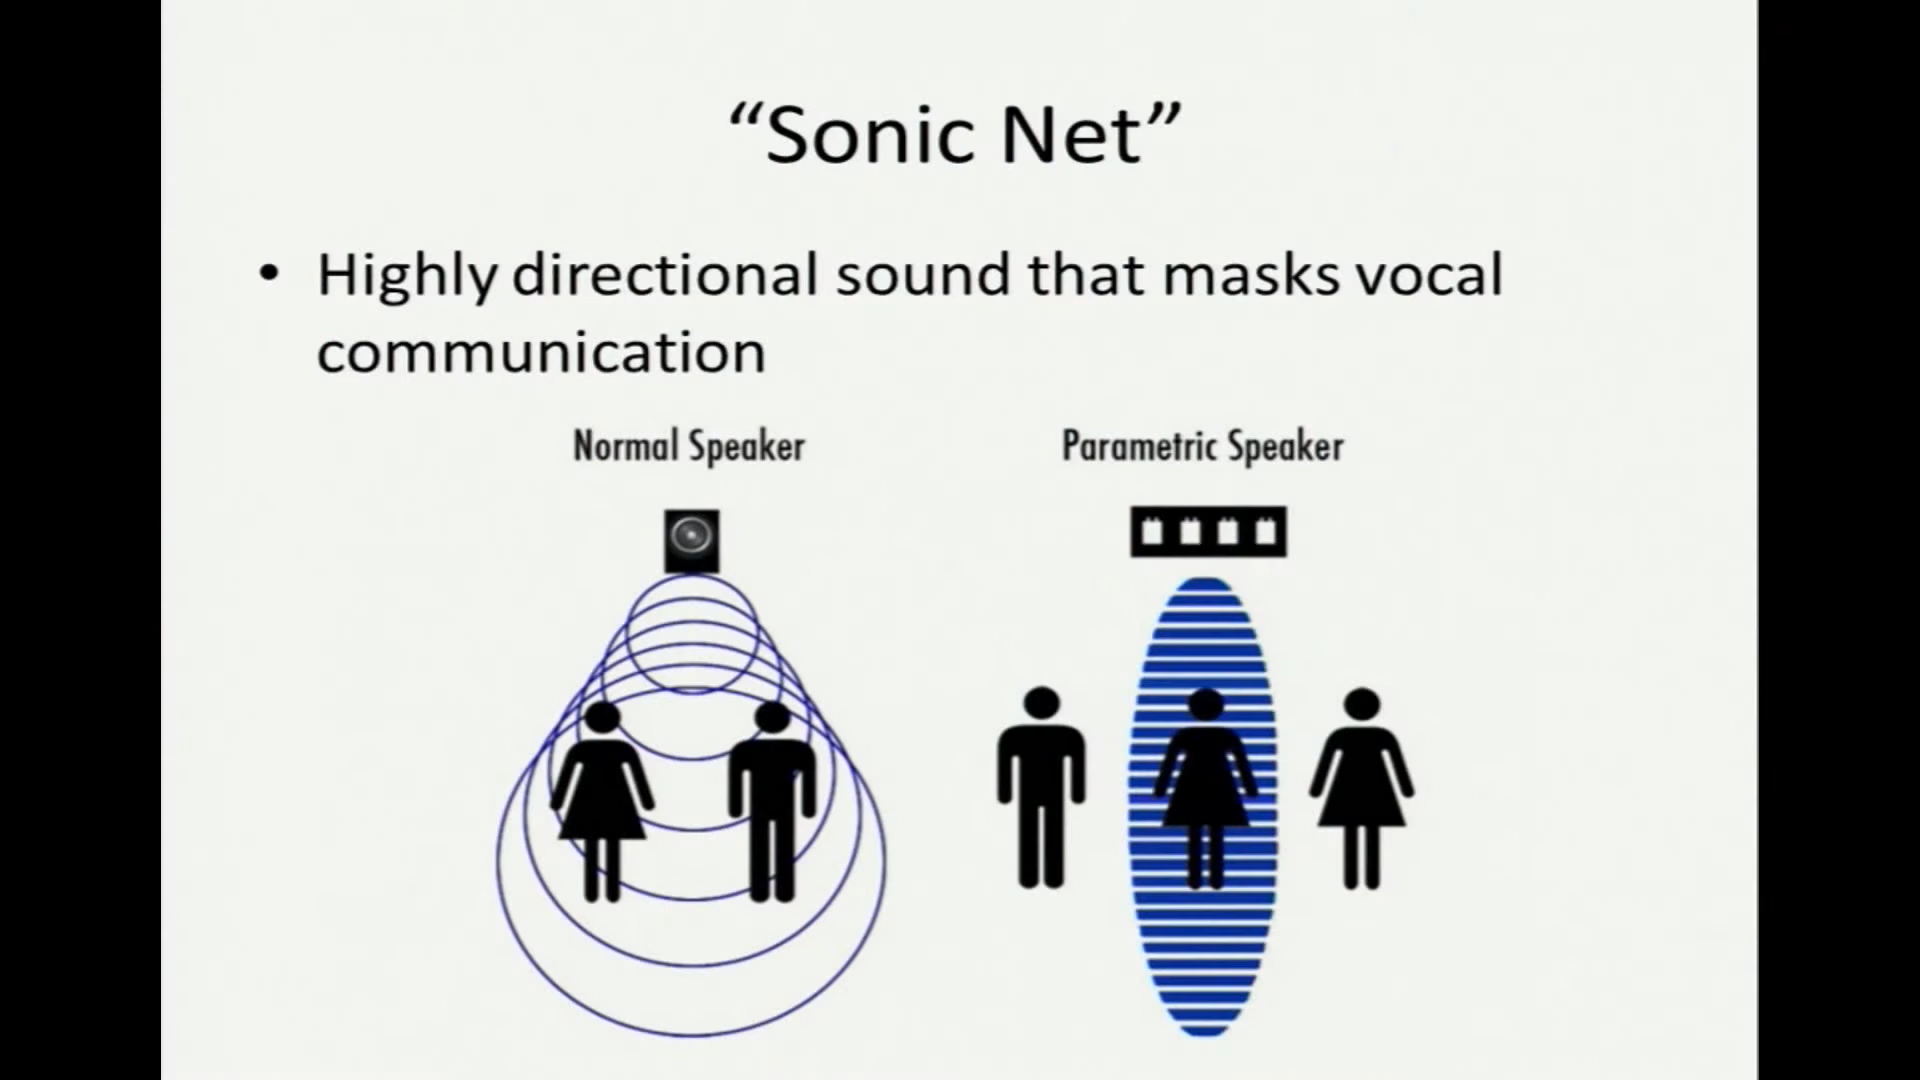 “Sonic Net”
• Highly directional sound that masks vocal
communication
Normal Speaker
Parametric Speaker